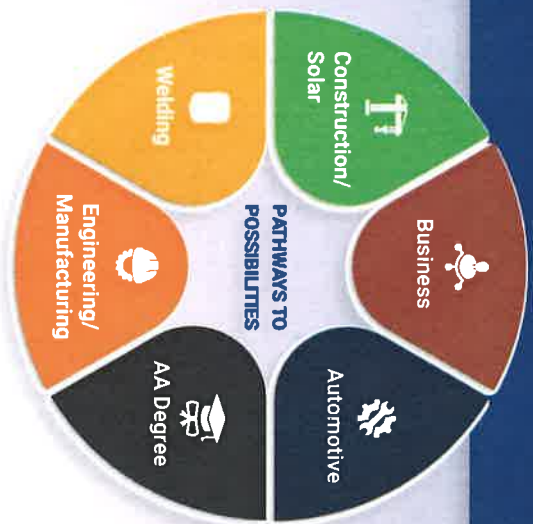 Business
Construction/
Solar
Automotive
PATHWAYS TO
POSSIBILITIES
Welding
AA Degree
Engineering/
Manufacturing